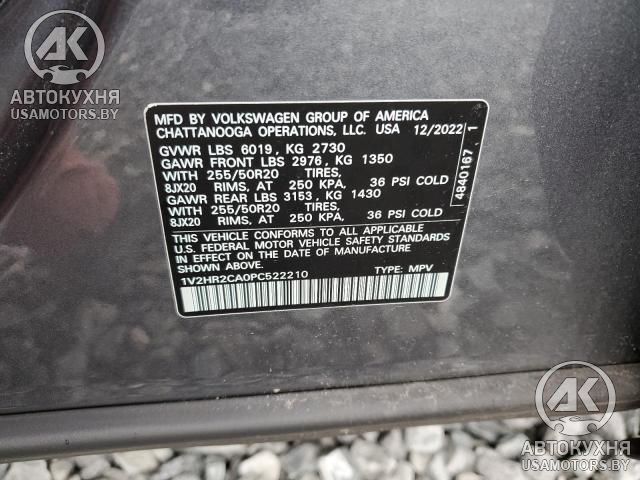 AK
АВТОКУХНЯ
USAMOTORS.BY
MFD BY VOLKSWAGEN GROUP OF AMERICA
CHATTANOOGA OPERATIONS, LLC. USA 12/2022
GVWR LBS 6019, KG 2730
GAWR FRONT LBS 2976, KG 1350
WITH 255/50R20 TIRES,
8JX20 RIMS, AT 250 KPA, 36 PSI COLD
GAWR REAR LBS 3153, KG 1430
WITH 255/50R20 TIRES,
8JX20 RIMS, AT 250 KPA, 36 PSI COLD
THIS VEHICLE CONFORMS TO ALL APPLICABLE
U.S. FEDERAL MOTOR VEHICLE SAFETY STANDARDS
IN EFFECT ON THE DATE OF MANUFACTURE
SHOWN ABOVE.
1V2HR2CA0PC522210 TYPE: MPV
4840167 1
AK
АВТОКУХНЯ
USAMOTORS.BY